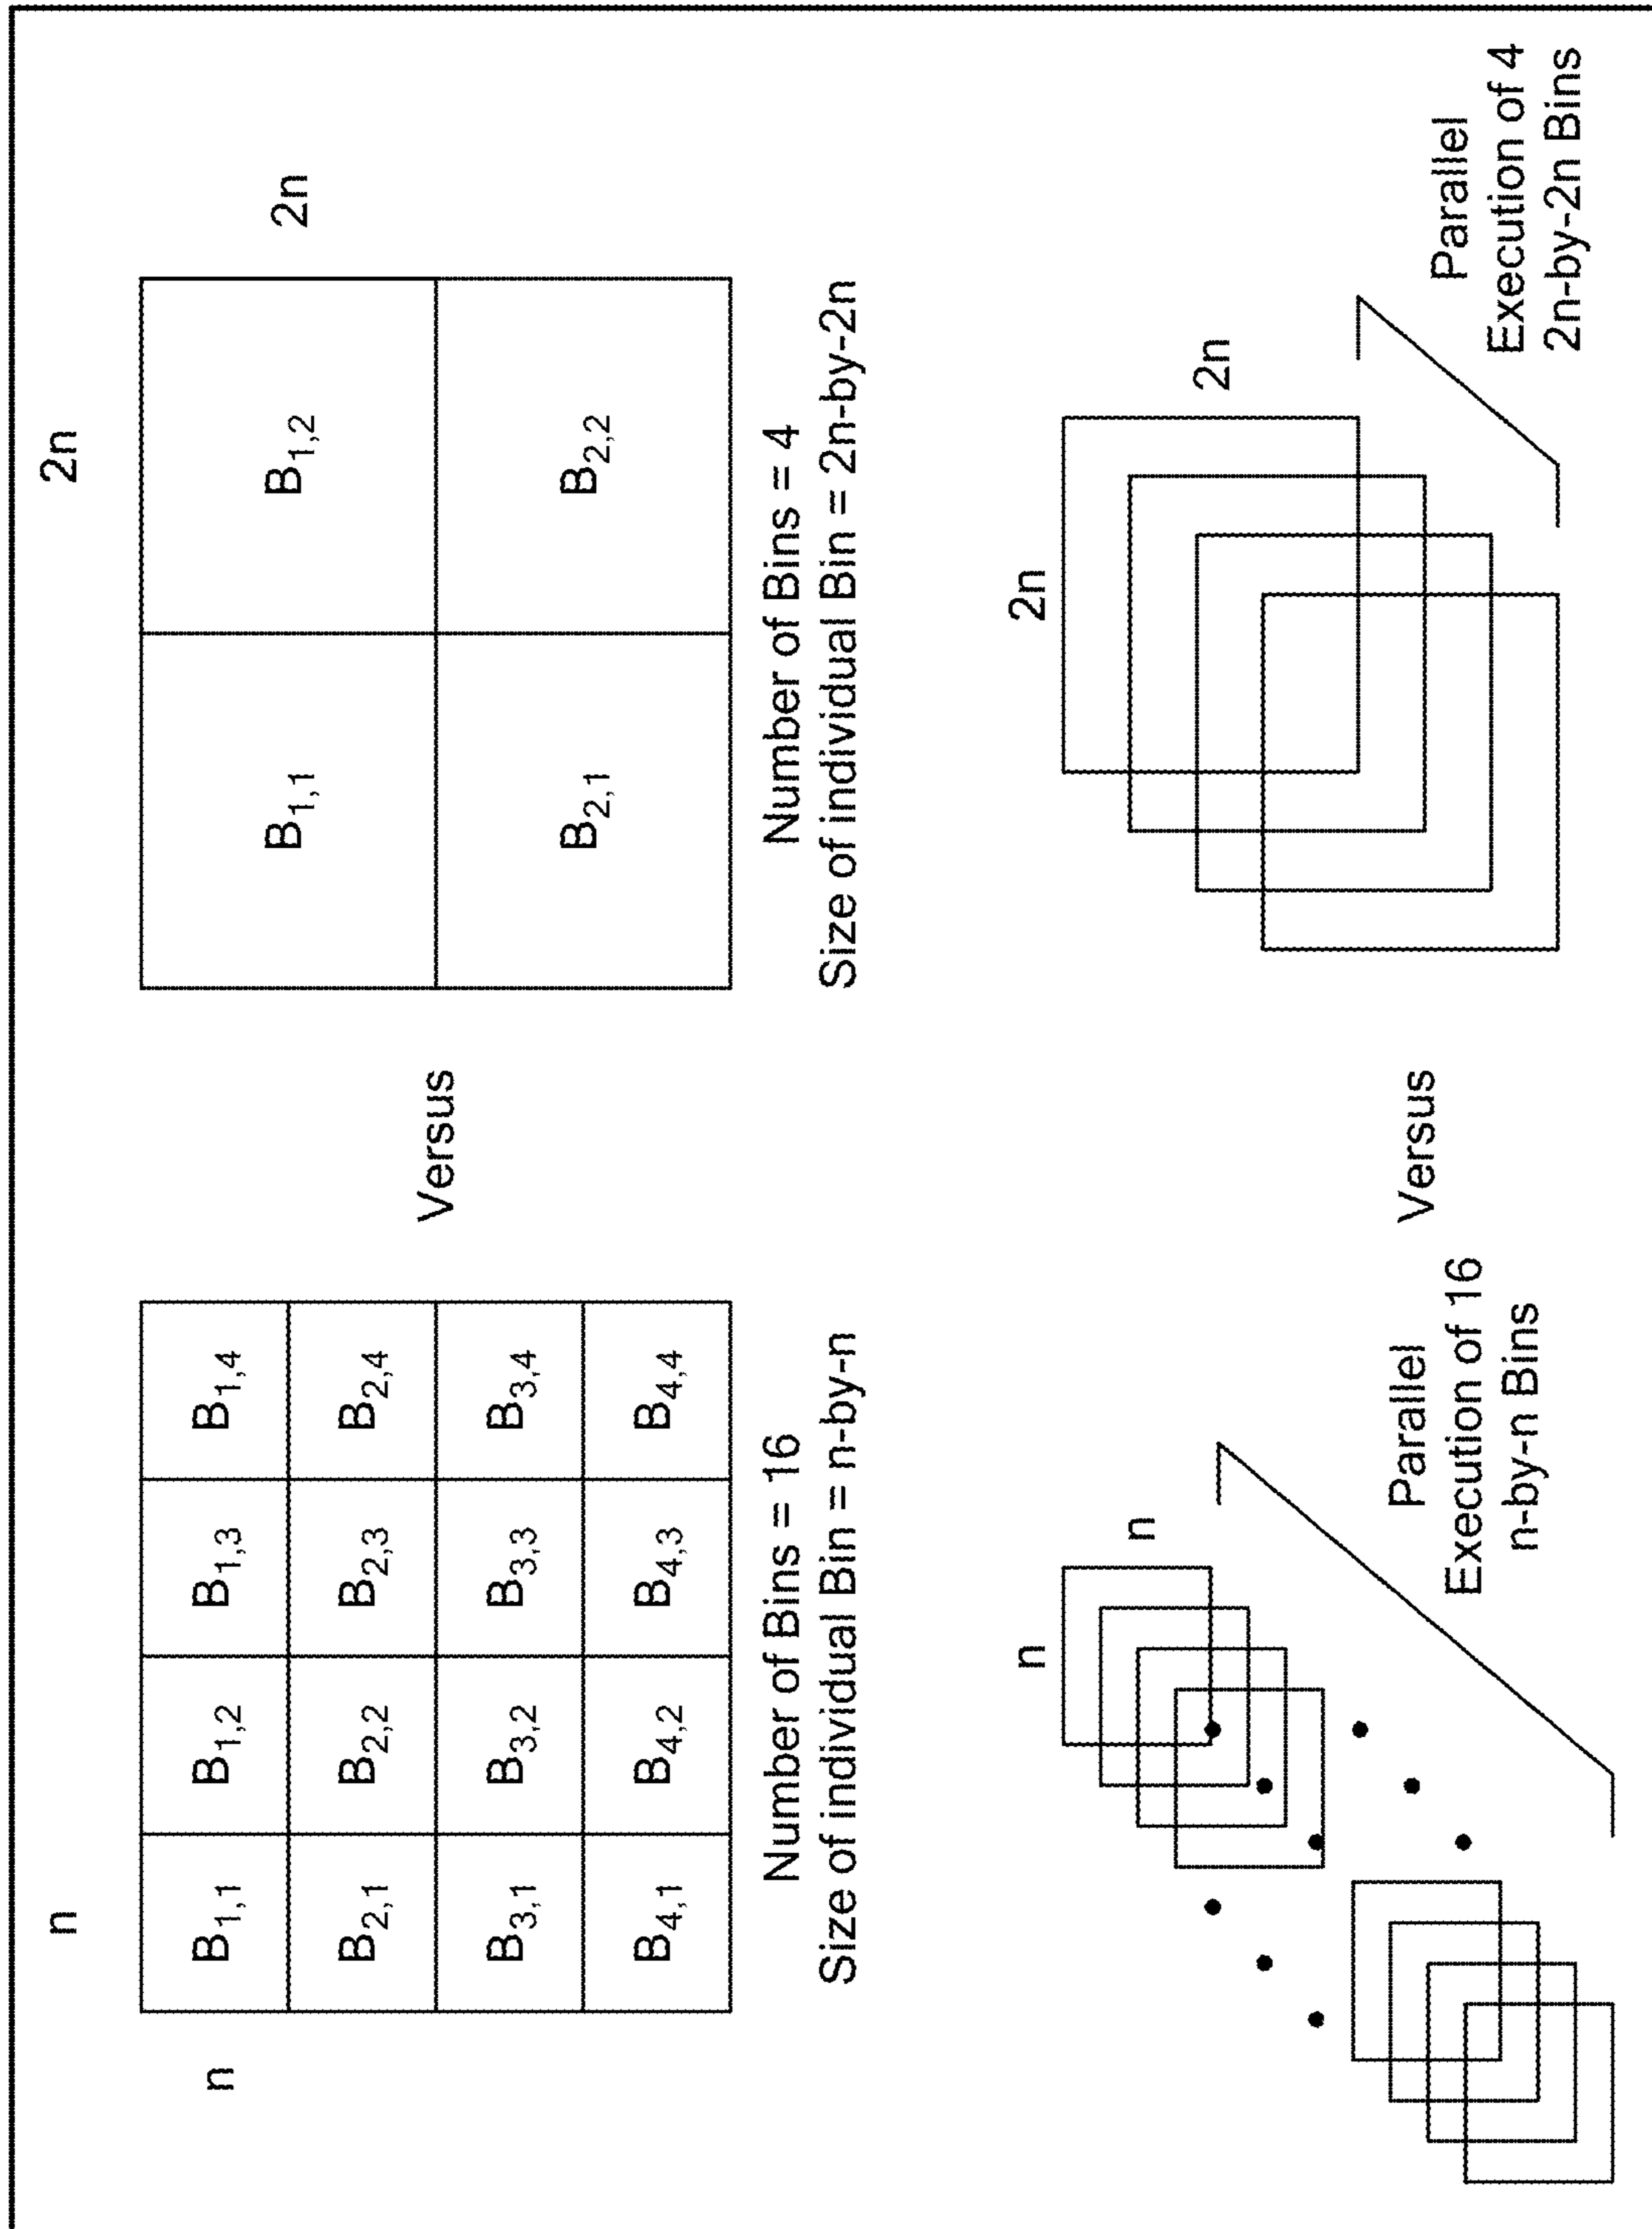 n
2n
n
B1,1 B1,2 B1,3 B1,4
B2,1 B2,2 B2,3 B2,4
B3,1 B3,2 B3,3 B3,4
B4,1 B4,2 B4,3 B4,4
Versus
B1,1 B1,2
B2,1 B2,2
2n
Number of Bins = 16
Size of individual Bin = n-by-n
Number of Bins = 4
Size of individual Bin = 2n-by-2n
n
n
Parallel
Execution of 16
n-by-n Bins
Versus
2n
2n
Parallel
Execution of 4
2n-by-2n Bins